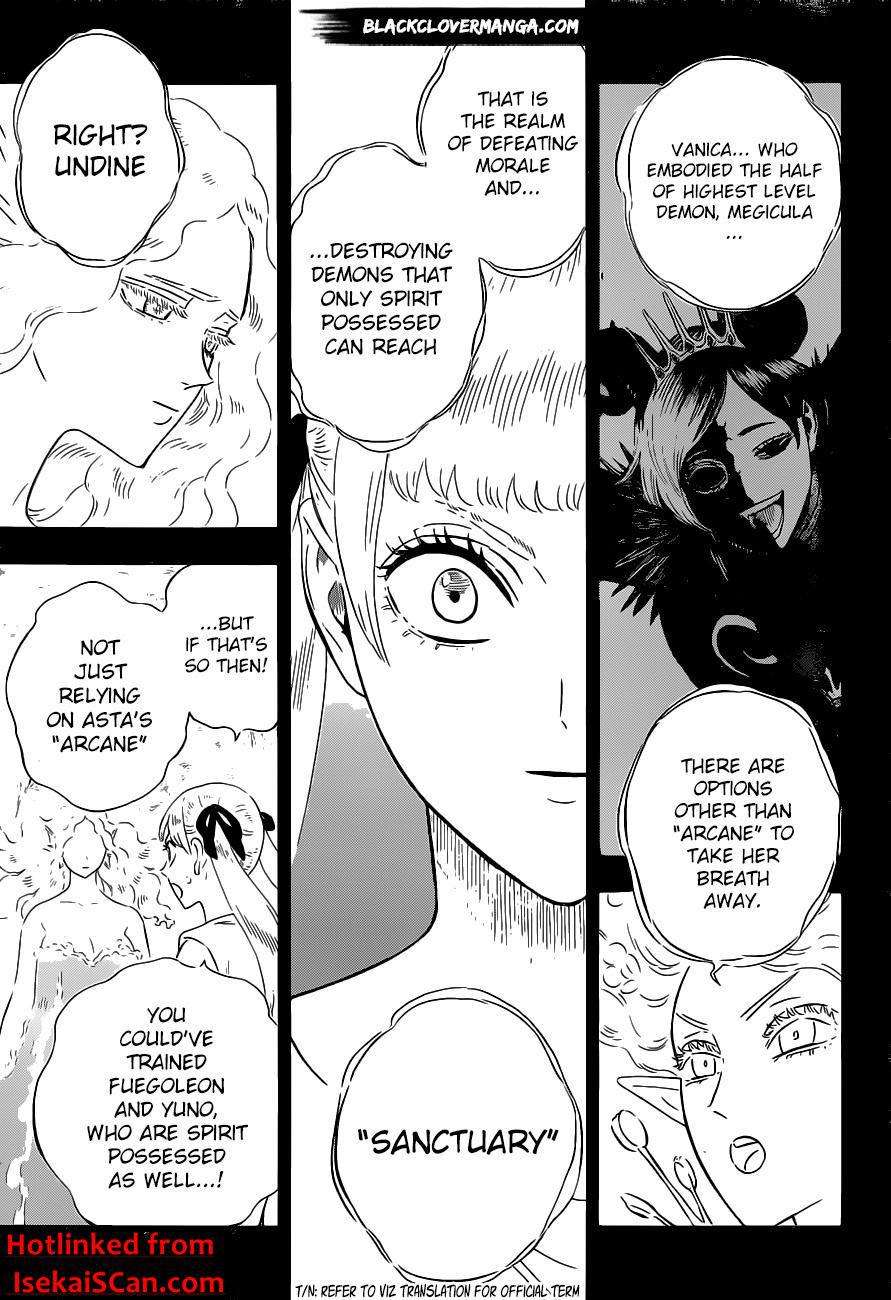 BLACKCLOVERMANGA.COM
VANICA... WHO
EMBODIED THE HALF
OF HIGHEST LEVEL
DEMON, MEGICULA
...
THERE ARE
OPTIONS
OTHER THAN
"ARCANE" TO
TAKE HER
BREATH
AWAY.
THAT IS
THE REALM
OF DEFEATING
MORALE
AND...
...DESTROYING
DEMONS THAT
ONLY SPIRIT
POSSESSED
CAN REACH
"SANCTUARY"
T/N: REFER TO VIZ TRANSLATION FOR OFFICIAL TERM
RIGHT?
UNDINE
...BUT
IF THAT'S
SO THEN!
NOT
JUST
RELYING
ON ASTA'S
"ARCANE"
YOU
COULD'VE
TRAINED
FUEGOLEON
AND YUNO,
WHO ARE SPIRIT
POSSESSED
AS WELL...!
Hotlinked from
IsekaiScan.com